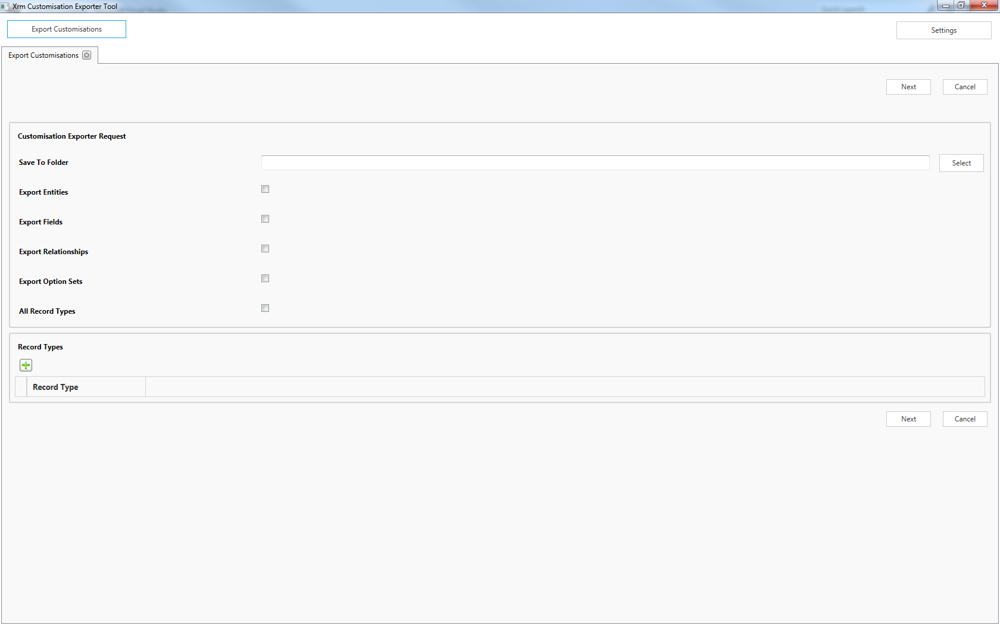 Xrm Customisation Exporter Tool
Export Customisations
Settings
Export Customisations
Next
Cancel
Customisation Exporter Request
Save To Folder
Select
Export Entities
Export Fields
Export Relationships
Export Option Sets
All Record Types
Record Types
Record Type
Next
Cancel